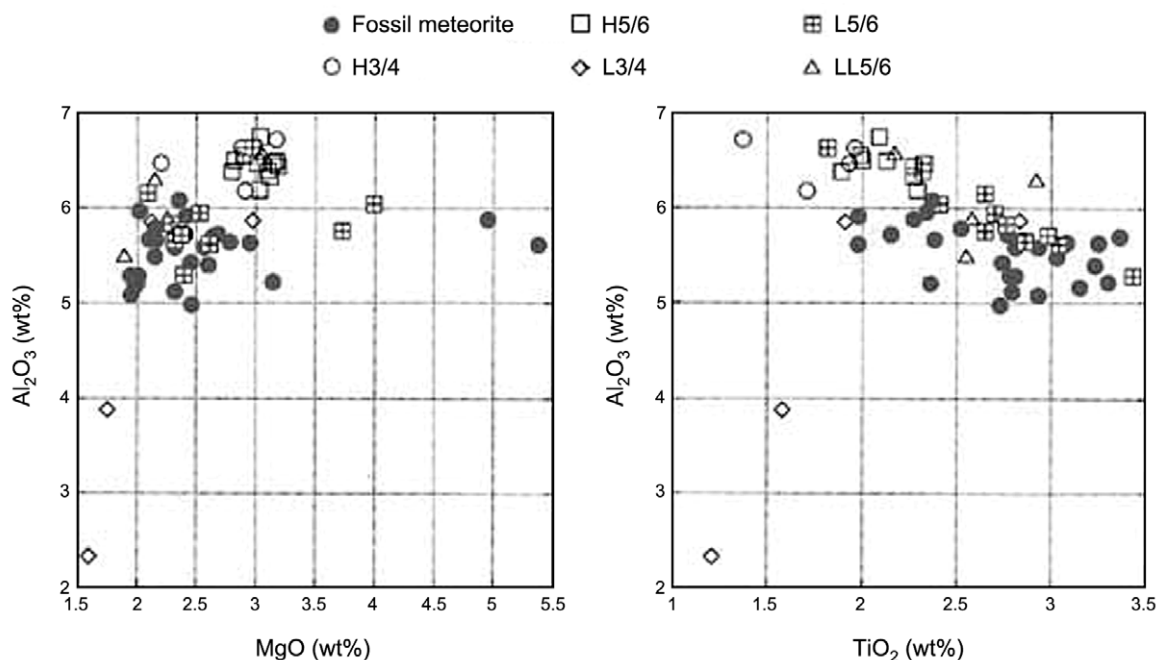 Fossil meteorite H5/6 L5/6
H3/4 L3/4 LL5/6
7 7
6 6
5 5
4 4
3 3
2 2
1.5 2 2.5 3 3.5 4 4.5 5 5.5 1 1.5 2 2.5 3 3.5
Al₂O₃ (wt%) Al₂O₃ (wt%)
MgO (wt%) TiO₂ (wt%)